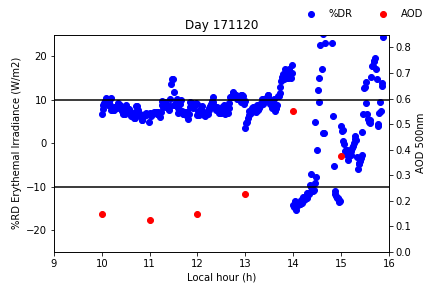 %DR AOD
Day 171120
%RD Erythemal Irradiance (W/m2)
20
10
0
−10
−20
0.8
0.7
0.6
0.5
0.4
0.3
0.2
0.1
0.0
AOD 500nm
9 10 11 12 13 14 15 16
Local hour (h)